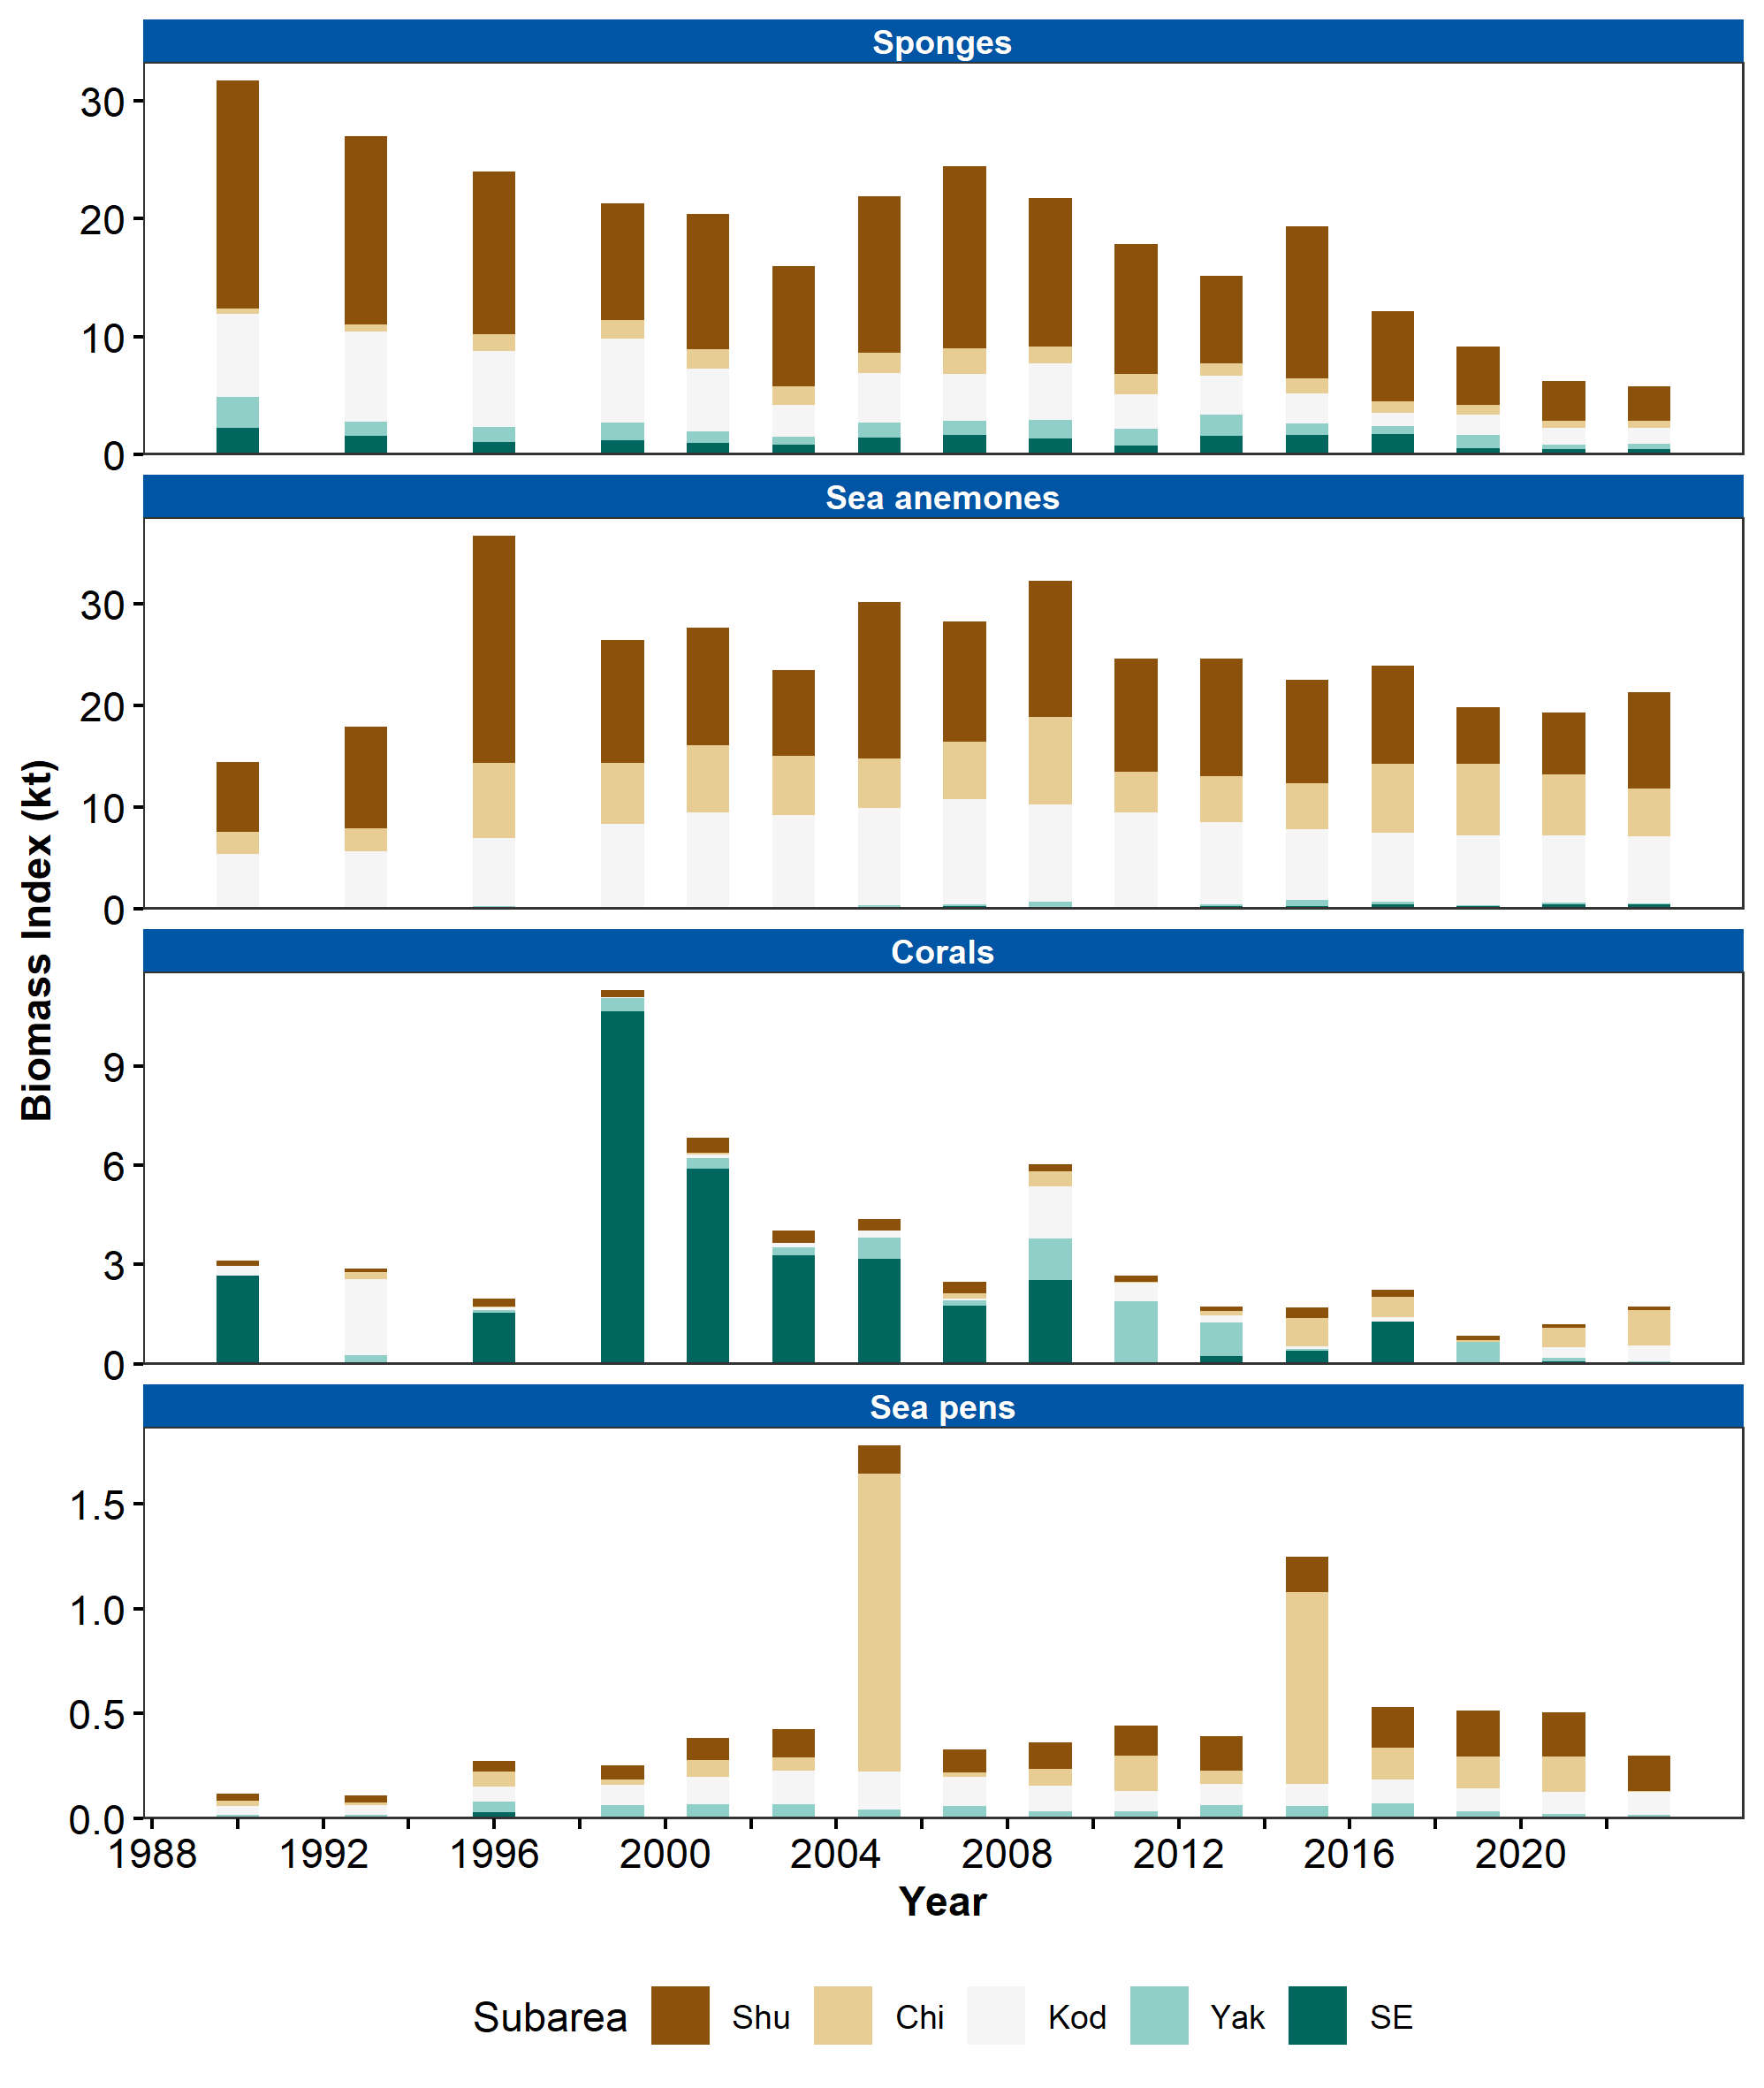 Sponges
30
20
10
0
Sea anemones
30
20
10
0
Corals
9
6
3
0
Sea pens
1.5
1.0
0.5
0.0
Biomass Index (kt)
1988 1992 1996 2000 2004 2008 2012 2016 2020
Year
Subarea Shu Chi Kod Yak SE